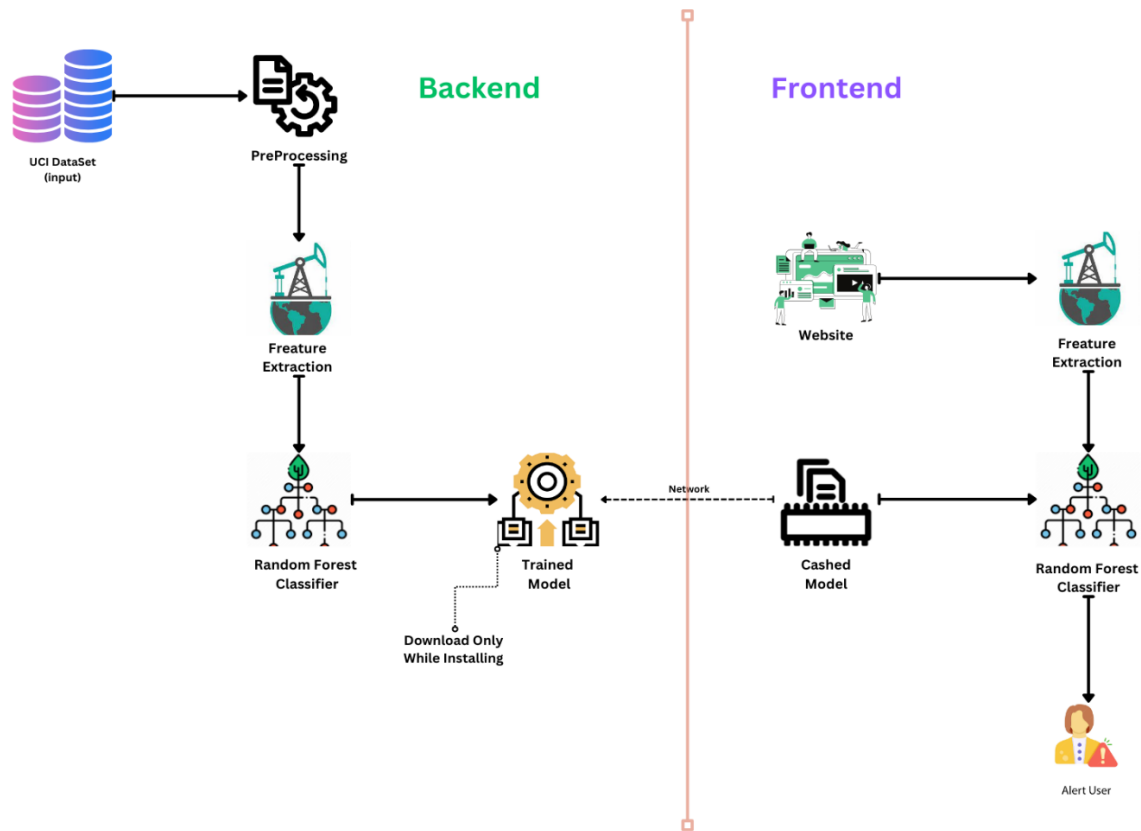 Backend
Frontend
UCI DataSet
(input)
PreProcessing
Freature
Extraction
Random Forest
Classifier
Trained
Model
Download Only
While Installing
Network
Website
Freature
Extraction
Cashed
Model
Random Forest
Classifier
Alert User